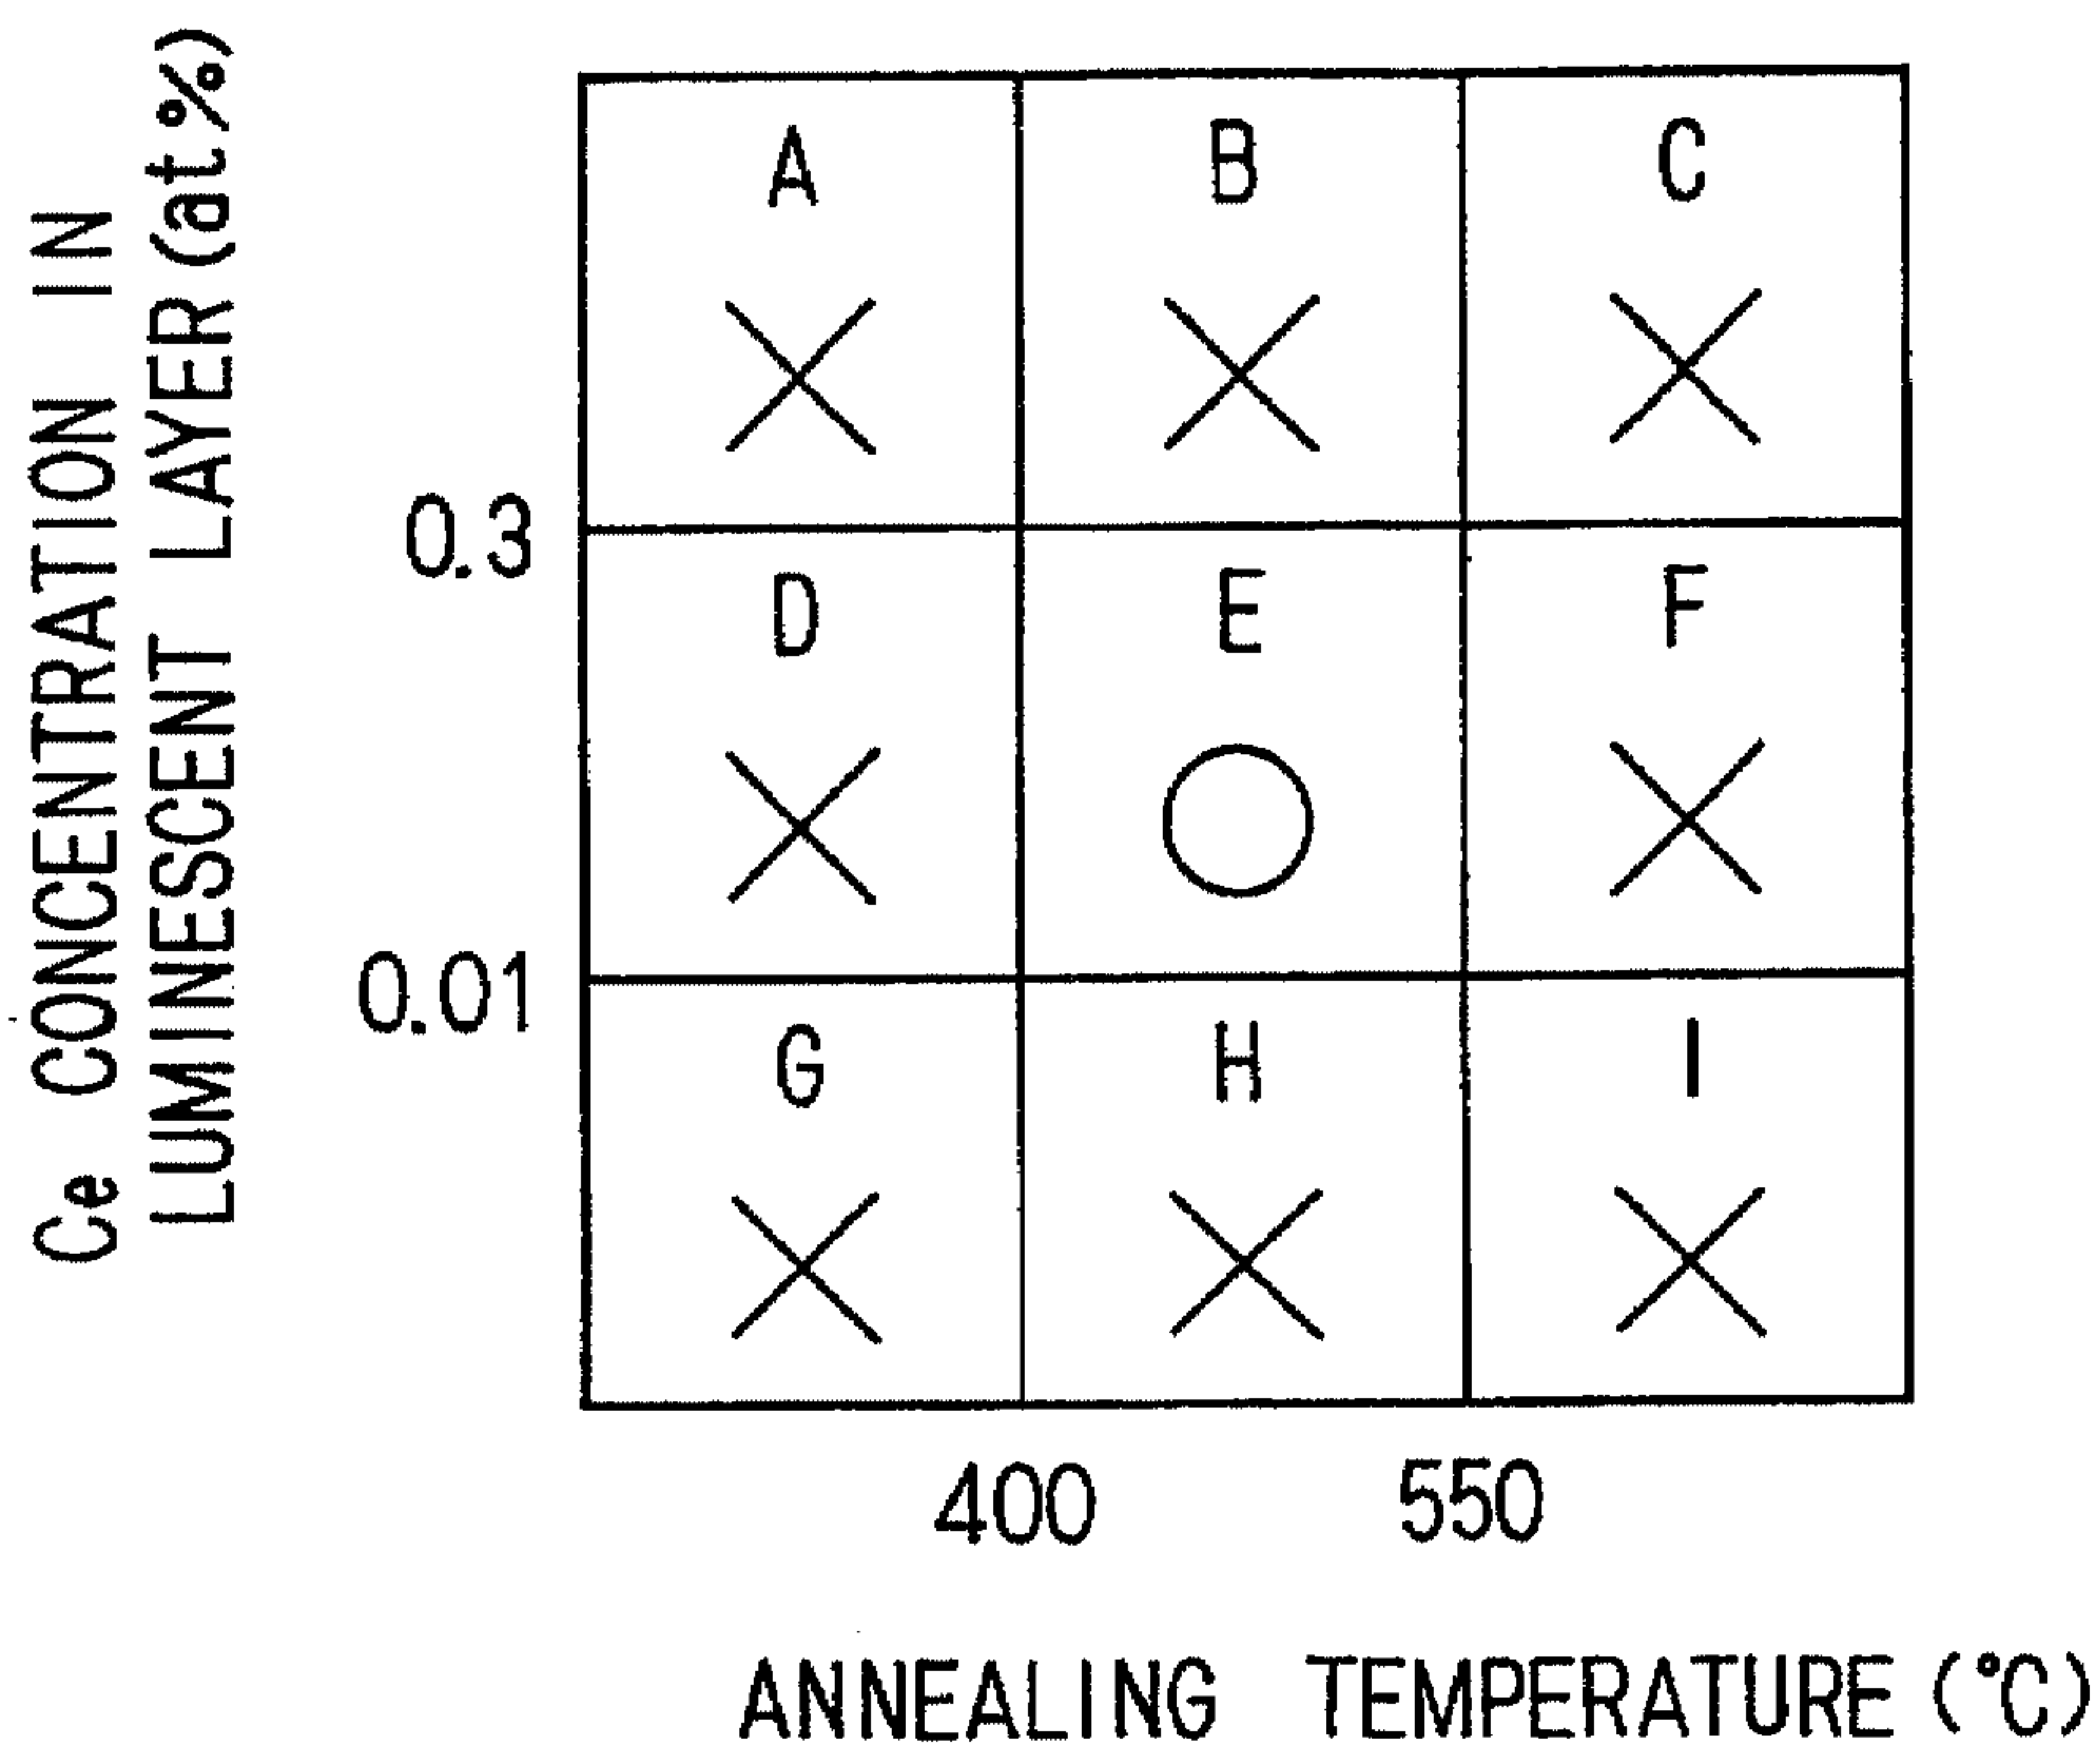 Ce CONCENTRATION IN
LUMINESCENT LAYER (at%)
A B C
0.3
D E F
0.01
G H I
400 550
ANNEALING TEMPERATURE (°C)